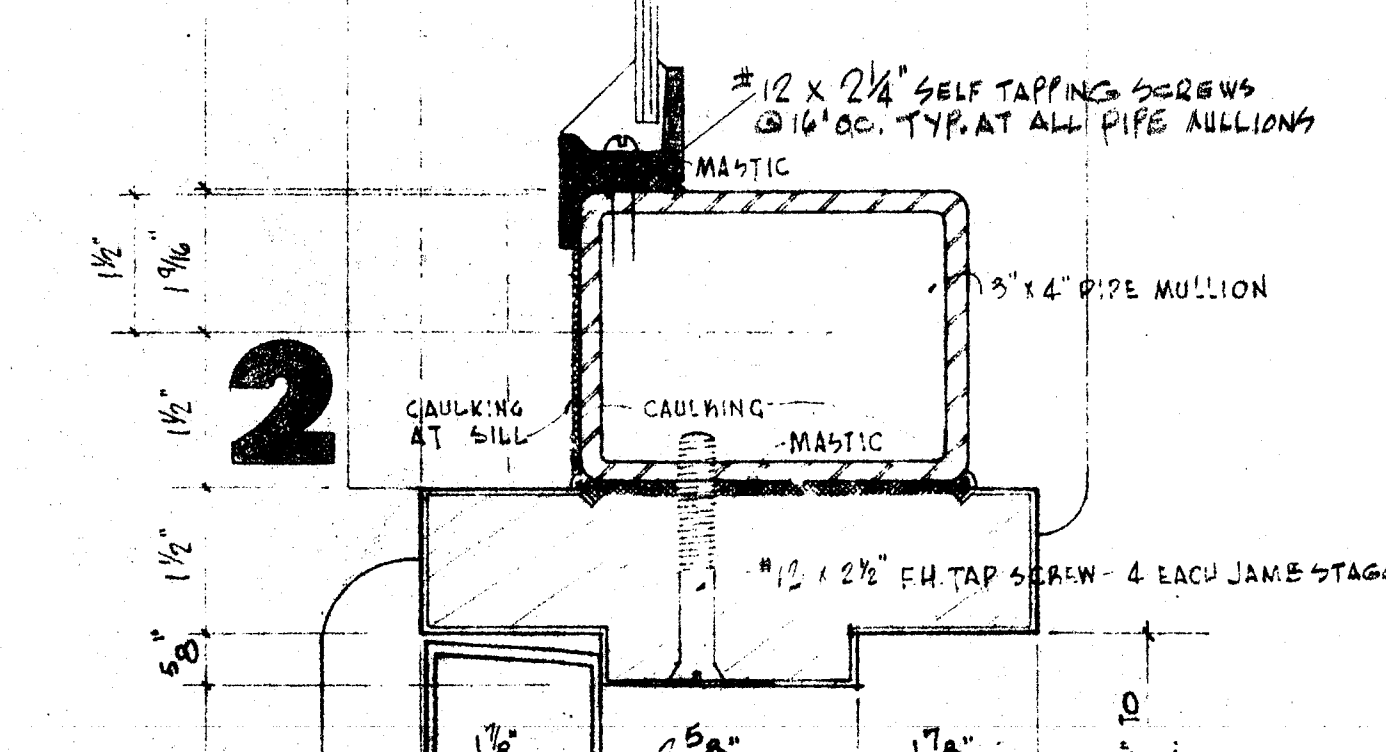 #12 x 2¼" SELF TAPPING SCREWS
@ 16" O.C. TYP. AT ALL PIPE MULLIONS
MASTIC
1½"
1 9/16"
3" x 4" PIPE MULLION
2
1½"
CAULKING
AT SILL
CAULKING
MASTIC
1½"
#12 x 2½" F.H. TAP SCREW - 4 EACH JAMB STAG
5/8"
1⅞"
5/8"
1⅞"
TO